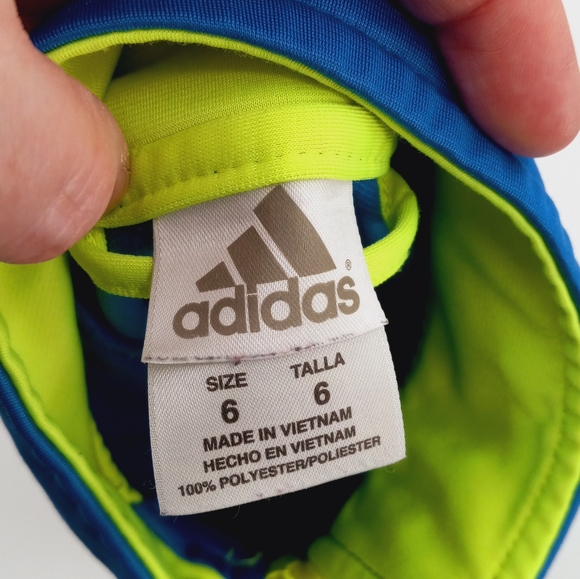 adidas®
SIZE TALLA
6 6
MADE IN VIETNAM
HECHO EN VIETNAM
100% POLYESTER/POLIESTER